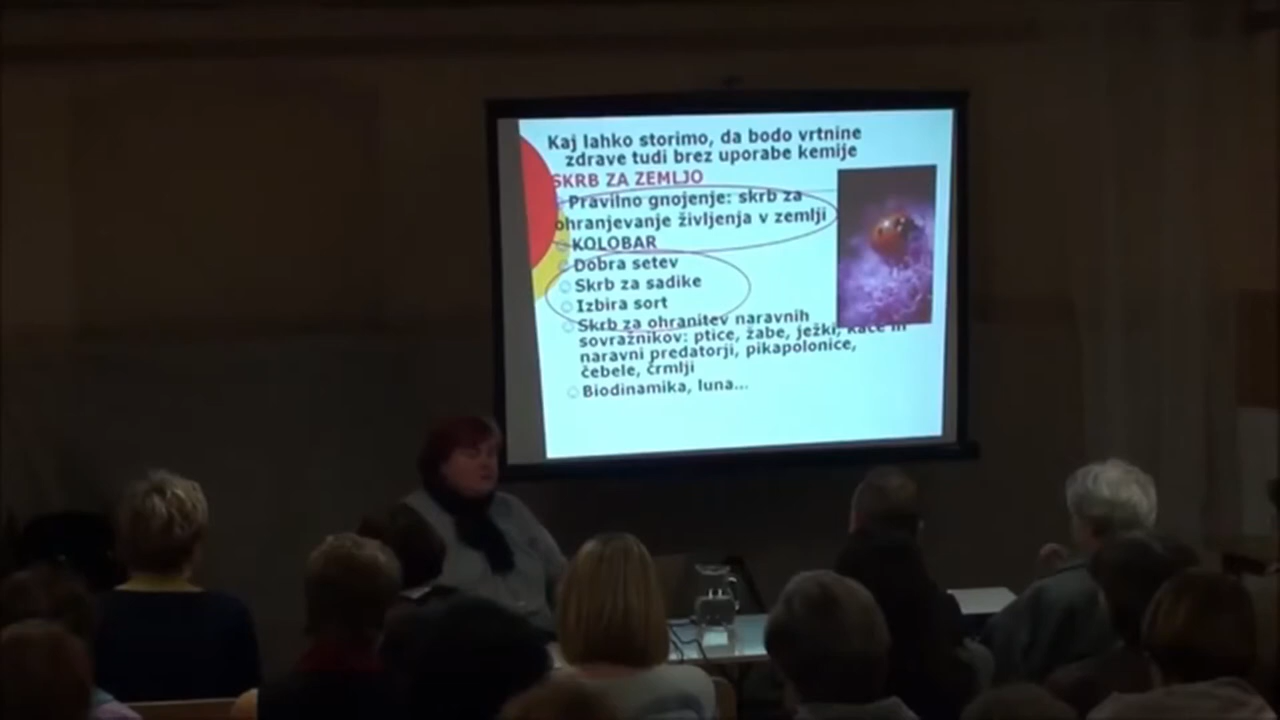 Kaj lahko storimo, da bodo vrtnine
zdrave tudi brez uporabe kemije
SKRB ZA ZEMLJO
Pravilno gnojenje: skrb za
ohranjevanje življenja v zemlji
KOLOBAR
Dobra setev
Skrb za sadike
Izbira sort
Skrb za ohranitev naravnih
sovražnikov: ptice, žabe, ježki, kače in
naravni predatorji, pikapolonice,
čebele, črmlji
Biodinamika, luna...